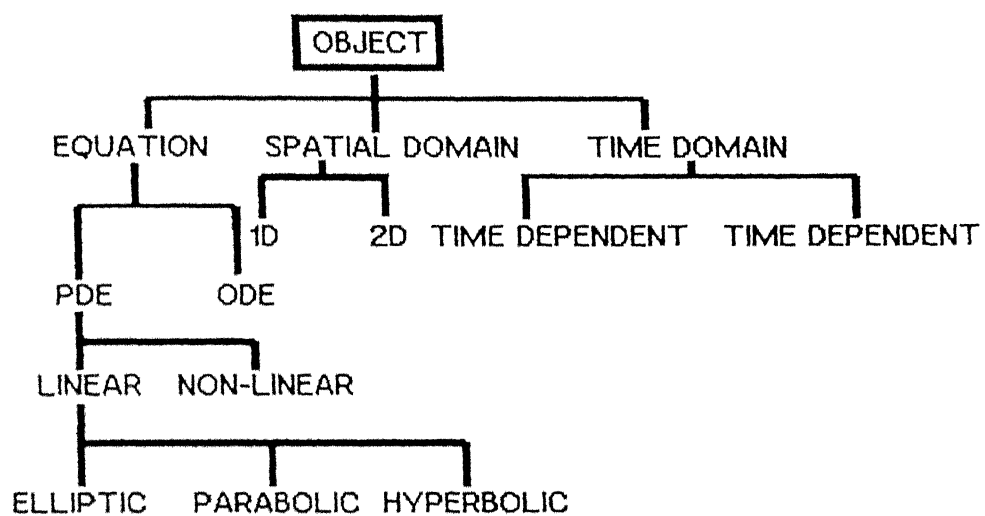 OBJECT
EQUATION SPATIAL DOMAIN TIME DOMAIN
1D 2D TIME DEPENDENT TIME DEPENDENT
PDE ODE
LINEAR NON-LINEAR
ELLIPTIC PARABOLIC HYPERBOLIC